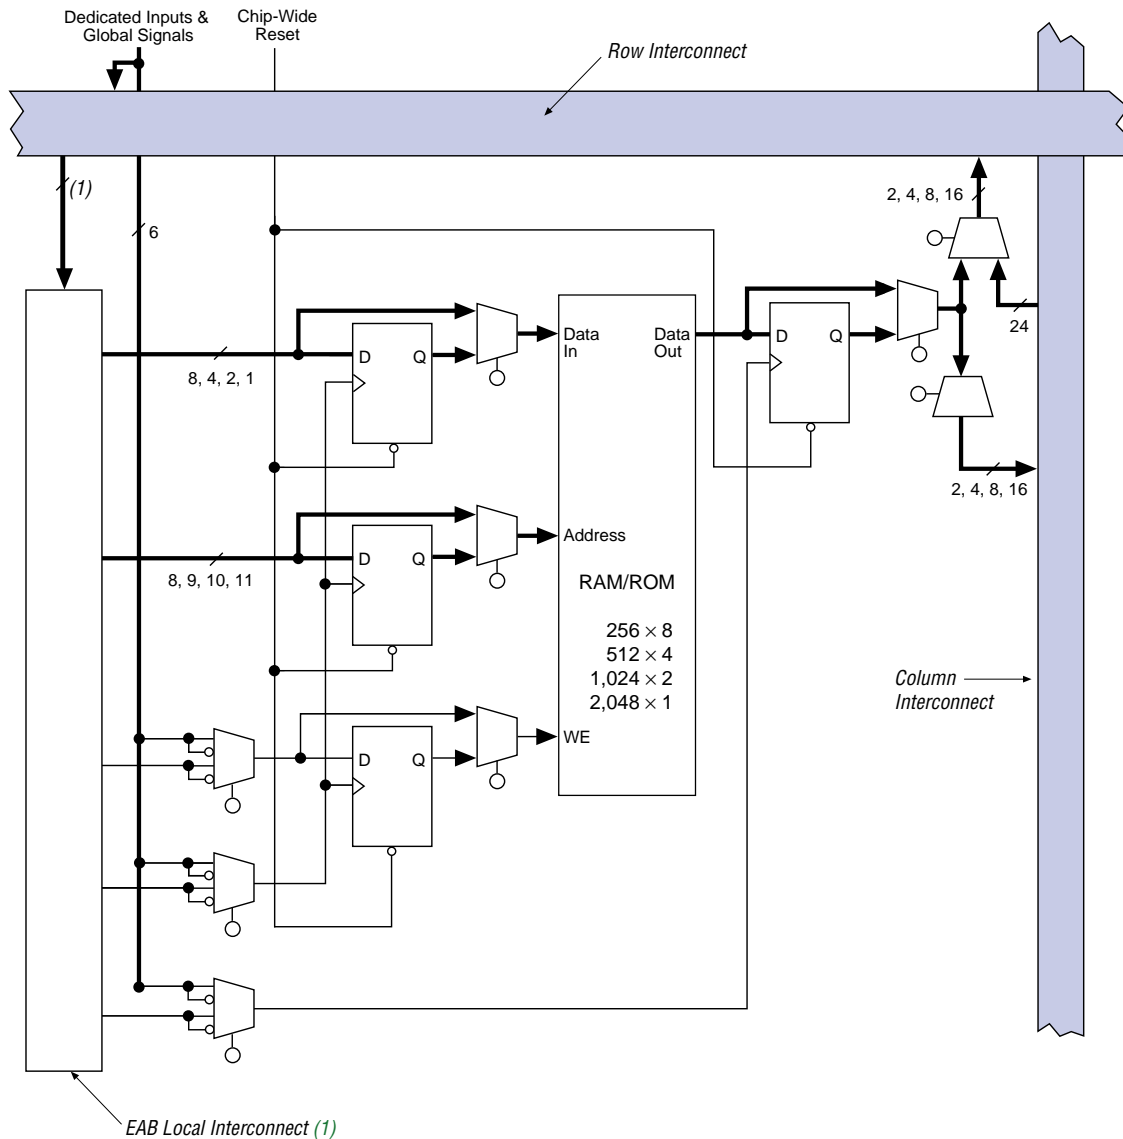 Dedicated Inputs &
Global Signals
Chip-Wide
Reset
Row Interconnect
(1)
6
2, 4, 8, 16
24
8, 4, 2, 1
D
Q
Data
In
Data
Out
D
Q
2, 4, 8, 16
8, 9, 10, 11
D
Q
Address
RAM/ROM
256 × 8
512 × 4
1,024 × 2
2,048 × 1
Column
Interconnect
D
Q
WE
EAB Local Interconnect (1)